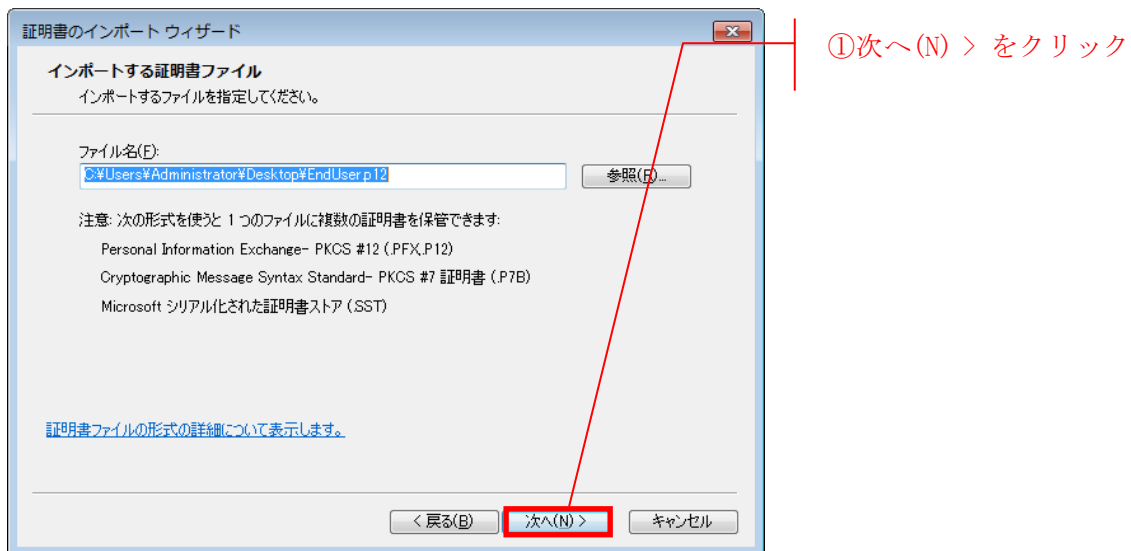 証明書のインポート ウィザード
①次へ(N) > をクリック
インポートする証明書ファイル
インポートするファイルを指定してください。
ファイル名(F):
C:¥Users¥Administrator¥Desktop¥EndUser.p12
参照(R)...
注意: 次の形式を使うと 1 つのファイルに複数の証明書を保管できます:
Personal Information Exchange- PKCS #12 (.PFX,.P12)
Cryptographic Message Syntax Standard- PKCS #7 証明書 (.P7B)
Microsoft シリアル化された証明書ストア (.SST)
証明書ファイルの形式の詳細について表示します。
< 戻る(B)
次へ(N) >
キャンセル